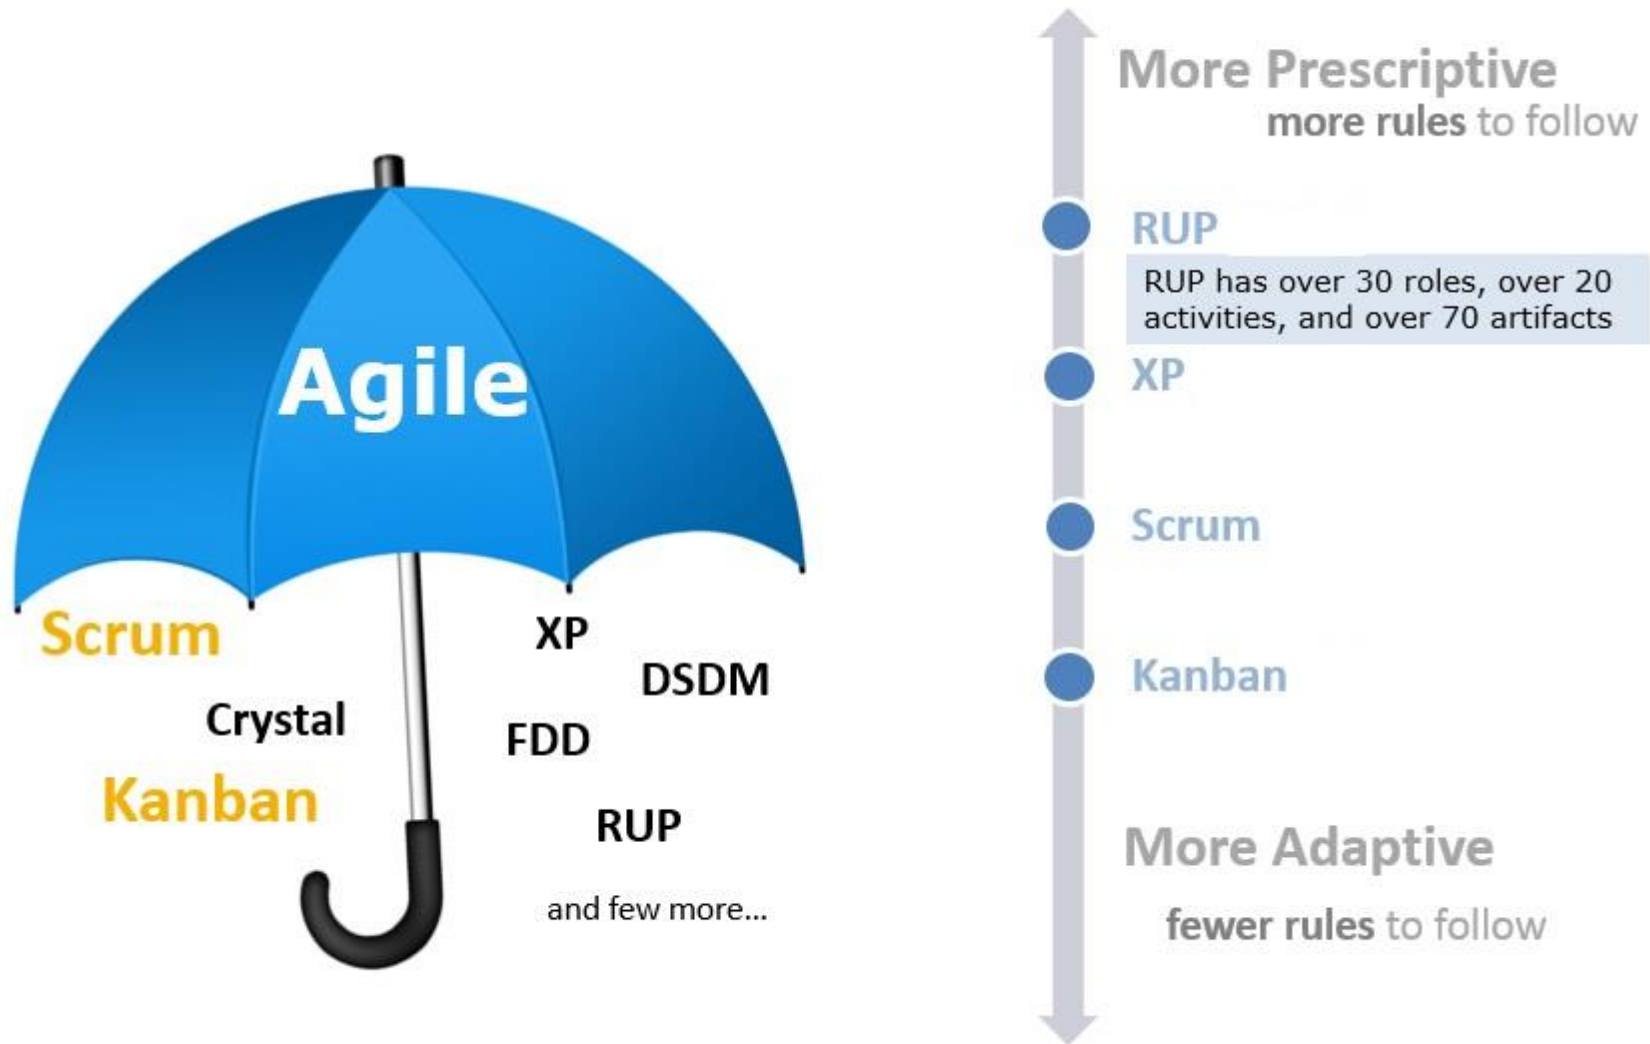 Agile
Scrum
XP
DSDM
Crystal
FDD
Kanban
RUP
and few more...
More Prescriptive
more rules to follow
RUP
RUP has over 30 roles, over 20
activities, and over 70 artifacts
XP
Scrum
Kanban
More Adaptive
fewer rules to follow